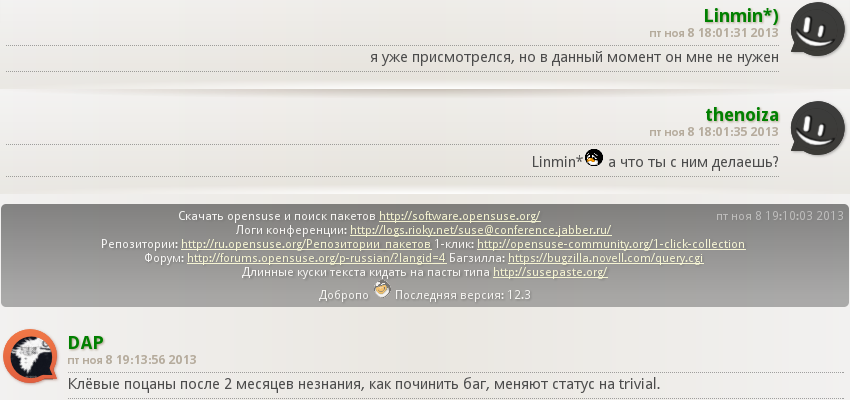 Linmin*)
пт ноя 8 18:01:31 2013
я уже присмотрелся, но в данный момент он мне не нужен
thenoiza
пт ноя 8 18:01:35 2013
Linmin* а что ты с ним делаешь?
Скачать opensuse и поиск пакетов http://software.opensuse.org/ пт ноя 8 19:10:03 2013
Логи конференции: http://logs.rioky.net/suse@conference.jabber.ru/
Репозитории: http://ru.opensuse.org/Репозитории_пакетов 1-клик: http://opensuse-community.org/1-click-collection
Форум: http://forums.opensuse.org/p-russian/?langid=4 Багзилла: https://bugzilla.novell.com/query.cgi
Длинные куски текста кидать на пасты типа http://susepaste.org/
Добропо Последняя версия: 12.3
DAP
пт ноя 8 19:13:56 2013
Клёвые поцаны после 2 месяцев незнания, как починить баг, меняют статус на trivial.